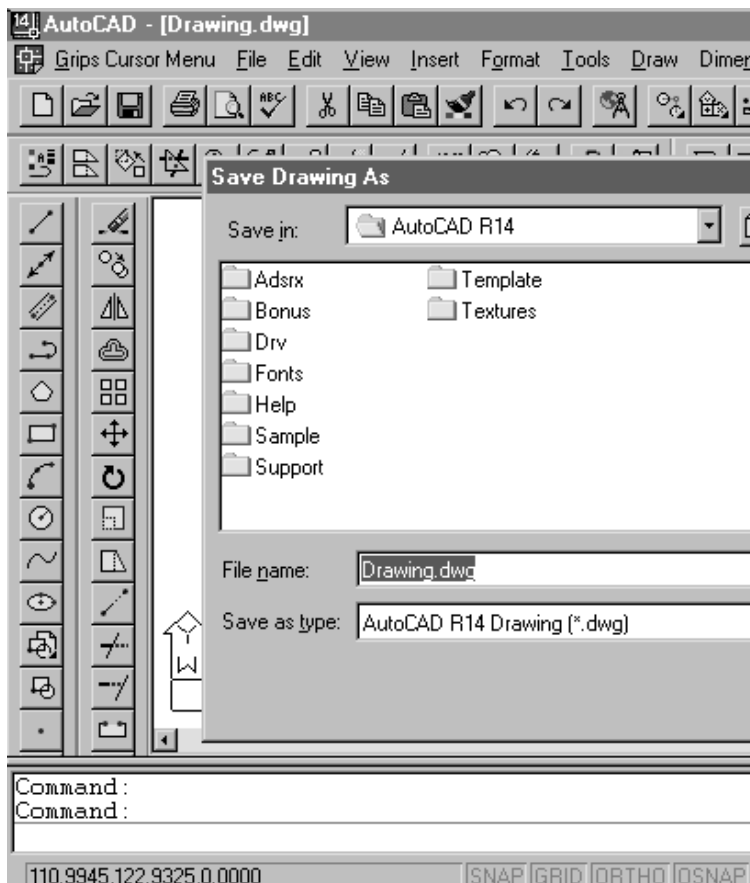 AutoCAD - [Drawing.dwg]
Grips Cursor Menu File Edit View Insert Format Tools Draw
ABC
Save Drawing As
Save in: AutoCAD R14
Adsrx Template
Bonus Textures
Drv
Fonts
Help
Sample
Support
File name: Drawing.dwg
Save as type: AutoCAD R14 Drawing (*.dwg)
Y
W
Command:
Command:
110.9945,122.9325,0.0000 SNAP GRID ORTHO OSNAP